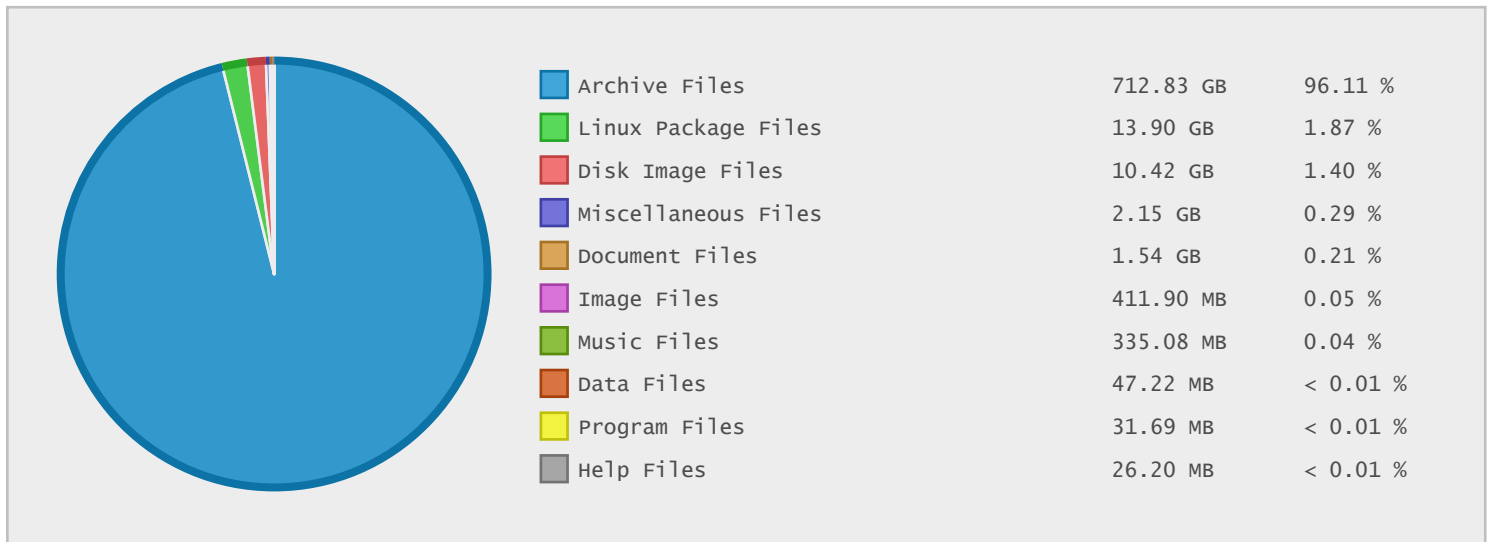 Archive Files 712.83 GB 96.11 %
Linux Package Files 13.90 GB 1.87 %
Disk Image Files 10.42 GB 1.40 %
Miscellaneous Files 2.15 GB 0.29 %
Document Files 1.54 GB 0.21 %
Image Files 411.90 MB 0.05 %
Music Files 335.08 MB 0.04 %
Data Files 47.22 MB < 0.01 %
Program Files 31.69 MB < 0.01 %
Help Files 26.20 MB < 0.01 %